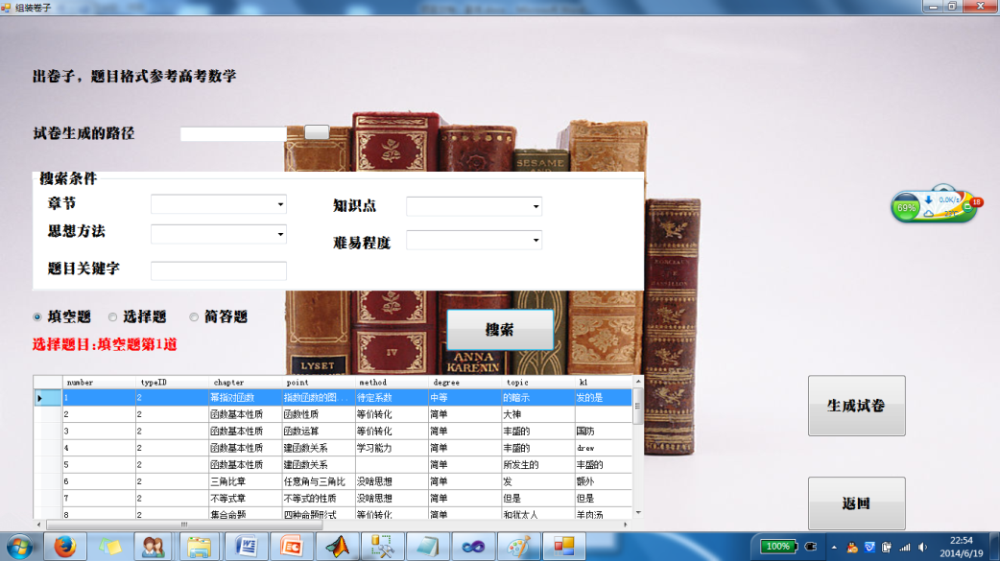 组装卷子
出卷子，题目格式参考高考数学
试卷生成的路径
SESAME
搜索条件
章节
知识点
思想方法
难易程度
题目关键字
69%
0.0K/s
18
填空题 选择题 简答题
搜索
选择题目:填空题第1道
LYSET
IV
ANNA
KARENIN
number typeID chapter point method degree topic k1
1 2 幂指对函数 指数函数的图... 待定系数 中等 的暗示 发的是
2 2 函数基本性质 函数性质 等价转化 简单 大神
3 2 函数基本性质 函数运算 等价转化 简单 丰盛的 国防
4 2 函数基本性质 建函数关系 学习能力 简单 丰盛的 drew
5 2 函数基本性质 建函数关系 简单 所发生的 丰盛的
6 2 三角比章 任意角与三角比 没啥思想 简单 发 额外
7 2 不等式章 不等式的性质 没啥思想 简单 但是 但是
8 2 集合命题 四种命题形式 等价转化 简单 和犹太人 羊肉汤
生成试卷
返回
100%
22:54
2014/6/19